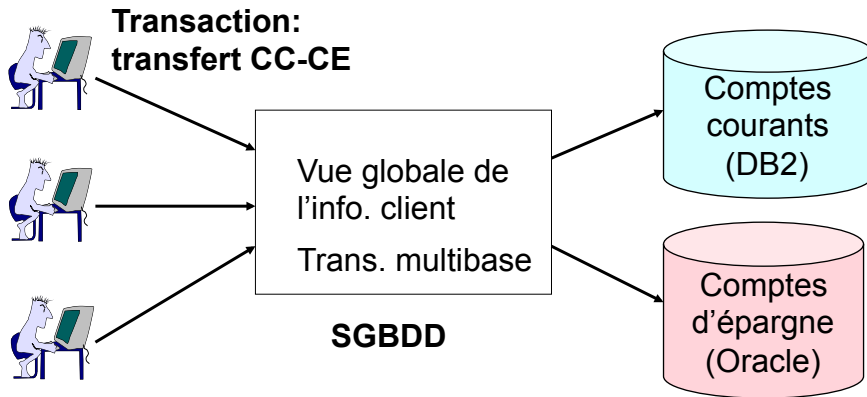 Transaction:
transfert CC-CE
Vue globale de
l'info. client
Trans. multibase
SGBDD
Comptes
courants
(DB2)
Comptes
d'épargne
(Oracle)